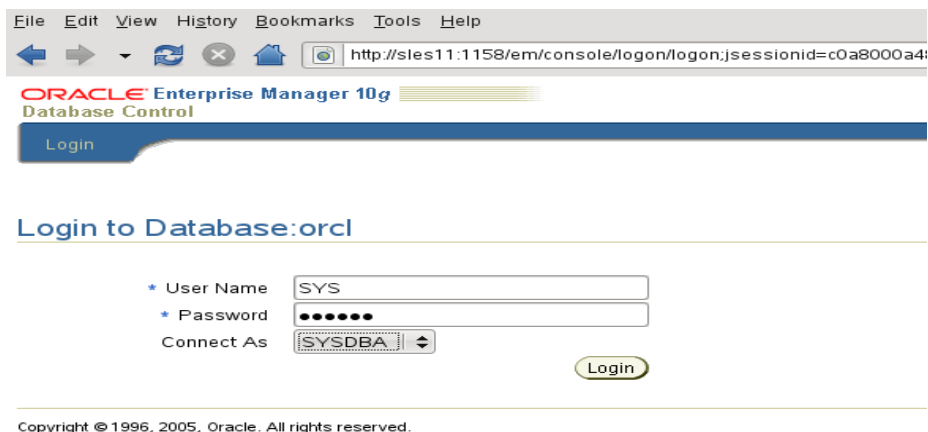 File Edit View History Bookmarks Tools Help
http://sles11:1158/em/console/logon/logon;jsessionid=c0a8000a48
ORACLE Enterprise Manager 10g
Database Control
Login
Login to Database:orcl
* User Name SYS
* Password ••••••
Connect As SYSDBA
Login
Copyright © 1996, 2005, Oracle. All rights reserved.